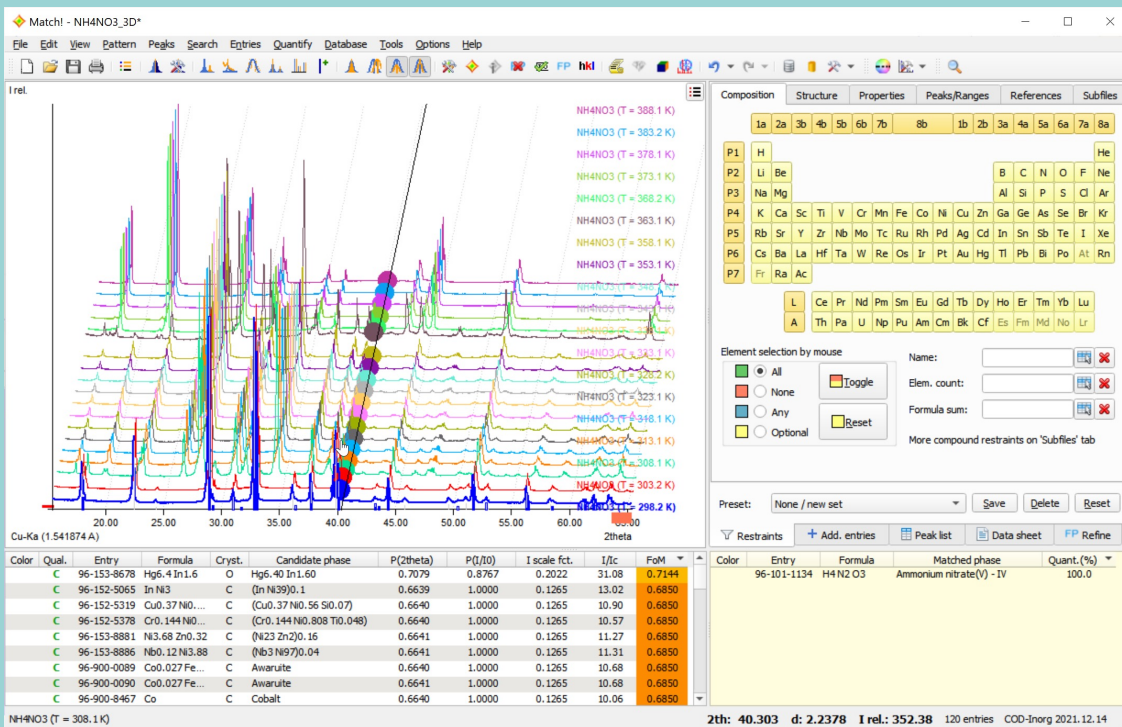 Match! - NH4NO3_3D*
File Edit View Pattern Peaks Search Entries Quantify Database Tools Options Help
FP hkl
I rel.
NH4NO3 (T = 388.1 K)
NH4NO3 (T = 383.2 K)
NH4NO3 (T = 378.1 K)
NH4NO3 (T = 373.1 K)
NH4NO3 (T = 368.2 K)
NH4NO3 (T = 363.1 K)
NH4NO3 (T = 358.1 K)
NH4NO3 (T = 353.1 K)
NH4NO3 (T = 323.1 K)
NH4NO3 (T = 308.1 K)
NH4NO3 (T = 303.2 K)
NH4NO3 (T = 298.2 K)
20.00 25.00 30.00 35.00 40.00 45.00 50.00 55.00 60.00
Cu-Ka (1.541874 A) 2theta
Composition Structure Properties Peaks/Ranges References Subfiles
1a 2a 3b 4b 5b 6b 7b 8b 1b 2b 3a 4a 5a 6a 7a 8a
P1 H He
P2 Li Be B C N O F Ne
P3 Na Mg Al Si P S Cl Ar
P4 K Ca Sc Ti V Cr Mn Fe Co Ni Cu Zn Ga Ge As Se Br Kr
P5 Rb Sr Y Zr Nb Mo Tc Ru Rh Pd Ag Cd In Sn Sb Te I Xe
P6 Cs Ba La Hf Ta W Re Os Ir Pt Au Hg Tl Pb Bi Po At Rn
P7 Fr Ra Ac
L Ce Pr Nd Pm Sm Eu Gd Tb Dy Ho Er Tm Yb Lu
A Th Pa U Np Pu Am Cm Bk Cf Es Fm Md No Lr
Element selection by mouse
All
None
Any
Optional
Toggle
Reset
Name:
Elem. count:
Formula sum:
More compound restraints on 'Subfiles' tab
Preset: None / new set Save Delete Reset
Restraints + Add. entries Peak list Data sheet FP Refine
Color Qual. Entry Formula Cryst. Candidate phase P(2theta) P(I/I0) I scale fct. I/Ic FoM
C 96-153-8678 Hg6.4 In1.6 O Hg6.40 In1.60 0.7079 0.8767 0.2022 31.08 0.7144
C 96-152-5065 In Ni3 C (In Ni39)0.1 0.6639 1.0000 0.1265 13.02 0.6850
C 96-152-5319 Cu0.37 Ni0.... C (Cu0.37 Ni0.56 Si0.07) 0.6640 1.0000 0.1265 10.90 0.6850
C 96-152-5378 Cr0.144 Ni0... C (Cr0.144 Ni0.808 Ti0.048) 0.6640 1.0000 0.1265 10.57 0.6850
C 96-153-8881 Ni3.68 Zn0.32 C (Ni23 Zn2)0.16 0.6641 1.0000 0.1265 11.27 0.6850
C 96-153-8886 Nb0.12 Ni3.88 C (Nb3 Ni97)0.04 0.6641 1.0000 0.1265 11.31 0.6850
C 96-900-0089 Co0.027 Fe... C Awaruite 0.6640 1.0000 0.1265 10.68 0.6850
C 96-900-0090 Co0.027 Fe... C Awaruite 0.6641 1.0000 0.1265 10.68 0.6850
C 96-900-8467 Co C Cobalt 0.6640 1.0000 0.1265 10.06 0.6850
Color Entry Formula Matched phase Quant.(%)
96-101-1134 H4 N2 O3 Ammonium nitrate(V) - IV 100.0
NH4NO3 (T = 308.1 K)
2th: 40.303 d: 2.2378 I rel.: 352.38 120 entries COD-Inorg 2021.12.14